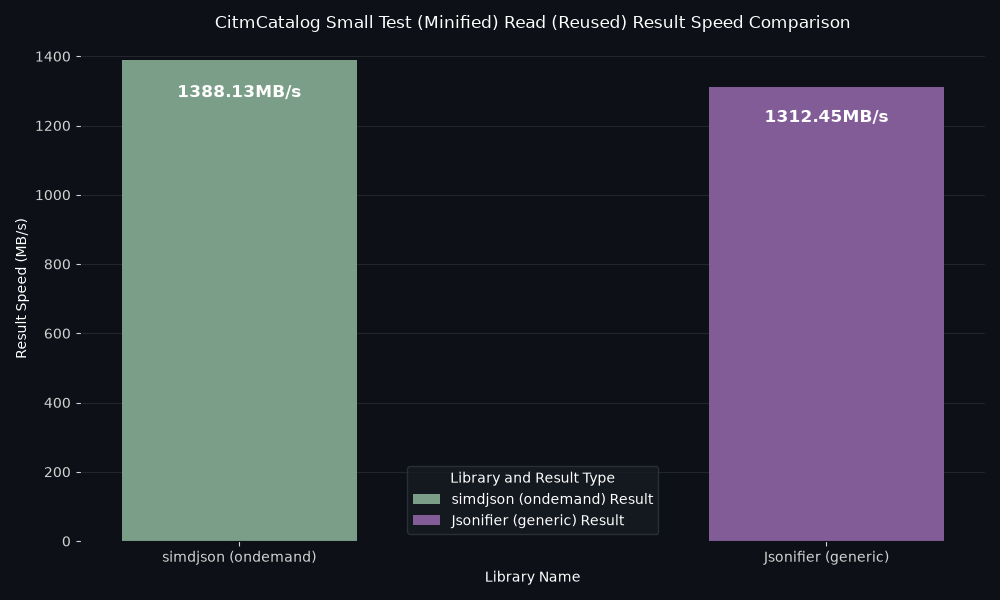 CitmCatalog Small Test (Minified) Read (Reused) Result Speed Comparison
1400
1200
1000
800
600
400
200
0
Result Speed (MB/s)
1388.13MB/s
1312.45MB/s
Library and Result Type
simdjson (ondemand) Result
Jsonifier (generic) Result
simdjson (ondemand)
Jsonifier (generic)
Library Name